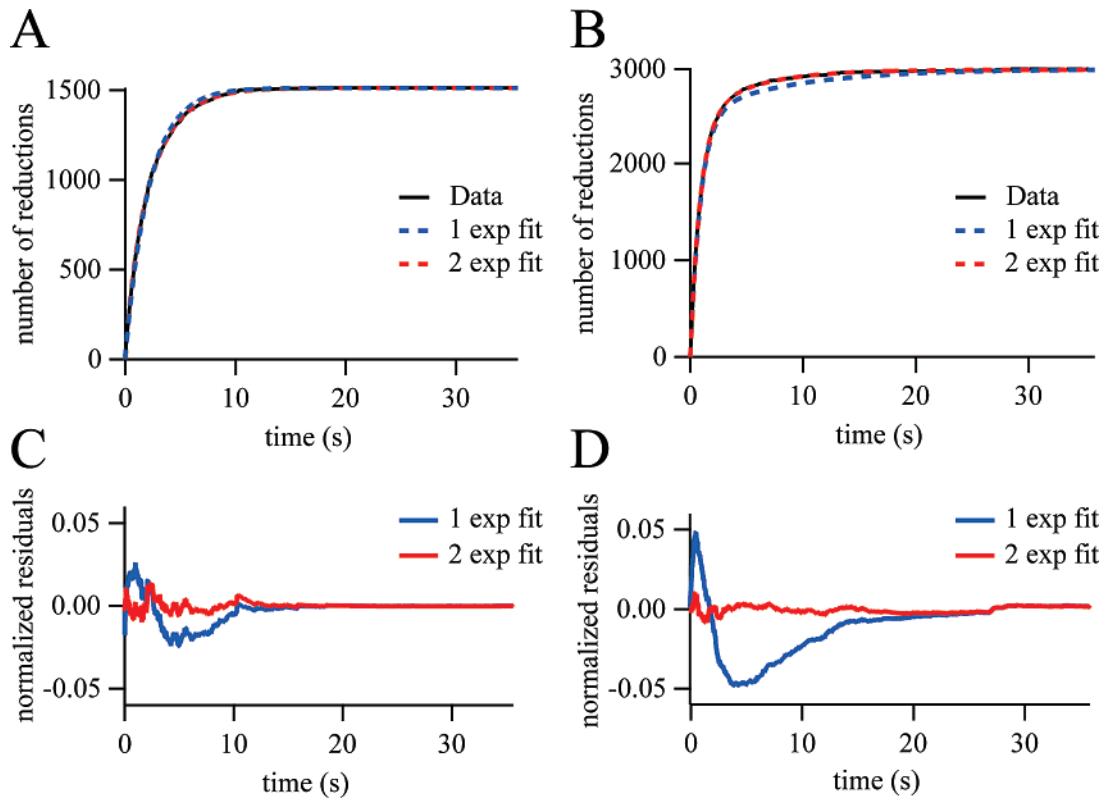 A
number of reductions
1500
1000
500
0
0 10 20 30
time (s)
Data
1 exp fit
2 exp fit
B
number of reductions
3000
2000
1000
0
0 10 20 30
time (s)
Data
1 exp fit
2 exp fit
C
normalized residuals
0.05
0.00
-0.05
0 10 20 30
time (s)
1 exp fit
2 exp fit
D
normalized residuals
0.05
0.00
-0.05
0 10 20 30
time (s)
1 exp fit
2 exp fit